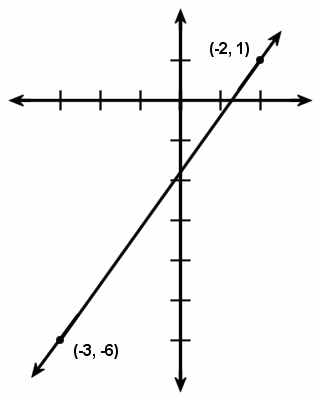 (-2, 1)
(-3, -6)